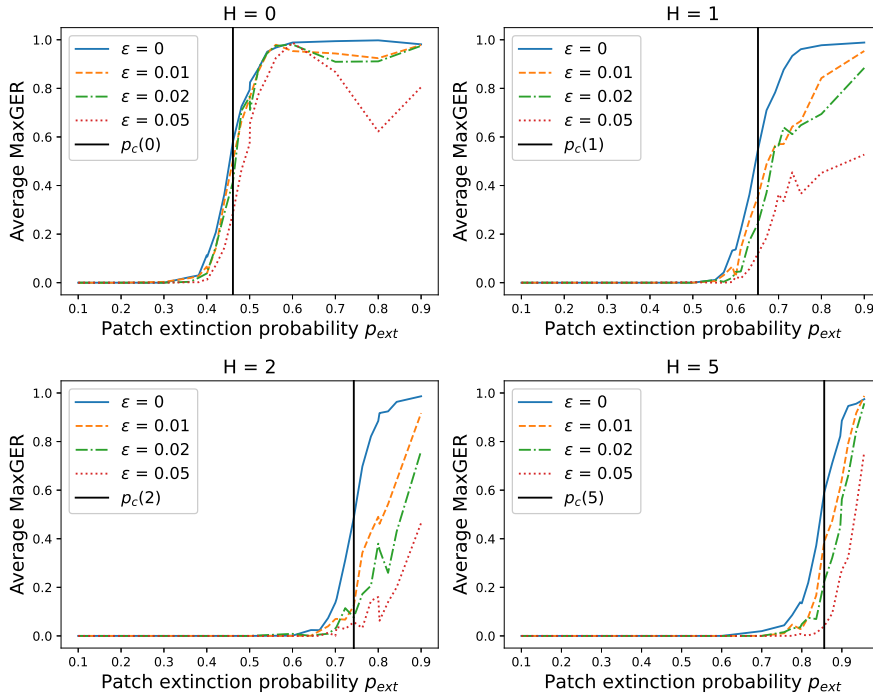 H = 0
Average MaxGER
1.0
0.8
0.6
0.4
0.2
0.0
ε = 0
ε = 0.01
ε = 0.02
ε = 0.05
p_c(0)
0.1 0.2 0.3 0.4 0.5 0.6 0.7 0.8 0.9
Patch extinction probability p_ext
H = 1
Average MaxGER
1.0
0.8
0.6
0.4
0.2
0.0
ε = 0
ε = 0.01
ε = 0.02
ε = 0.05
p_c(1)
0.1 0.2 0.3 0.4 0.5 0.6 0.7 0.8 0.9
Patch extinction probability p_ext
H = 2
Average MaxGER
1.0
0.8
0.6
0.4
0.2
0.0
ε = 0
ε = 0.01
ε = 0.02
ε = 0.05
p_c(2)
0.1 0.2 0.3 0.4 0.5 0.6 0.7 0.8 0.9
Patch extinction probability p_ext
H = 5
Average MaxGER
1.0
0.8
0.6
0.4
0.2
0.0
ε = 0
ε = 0.01
ε = 0.02
ε = 0.05
p_c(5)
0.1 0.2 0.3 0.4 0.5 0.6 0.7 0.8 0.9
Patch extinction probability p_ext